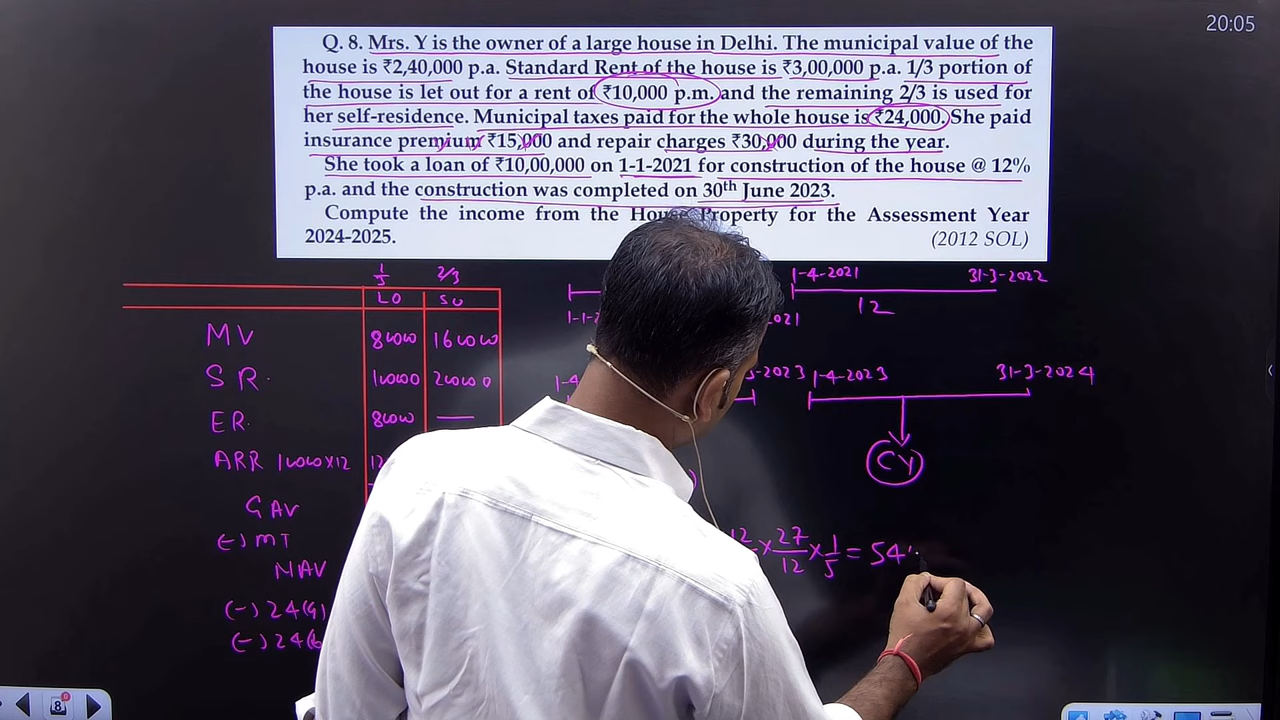 20:05
Q. 8. Mrs. Y is the owner of a large house in Delhi. The municipal value of the
house is ₹2,40,000 p.a. Standard Rent of the house is ₹3,00,000 p.a. 1/3 portion of
the house is let out for a rent of ₹10,000 p.m. and the remaining 2/3 is used for
her self-residence. Municipal taxes paid for the whole house is ₹24,000. She paid
insurance premium ₹15,000 and repair charges ₹30,000 during the year.
She took a loan of ₹10,00,000 on 1-1-2021 for construction of the house @ 12%
p.a. and the construction was completed on 30th June 2023.
Compute the income from the House Property for the Assessment Year
2024-2025. (2012 SOL)
2/3
LO SO
MV 80000 160000
SR. 100000 200000
ER. 80000 —
ARR 10000x12
GAV
(-) MT
NAV
(-) 24(a)
(-) 24(b
1-4-2021 31-3-2022
12
1-4-2023 31-3-2024
CY
x 27/12 x 1/5 = 54
8